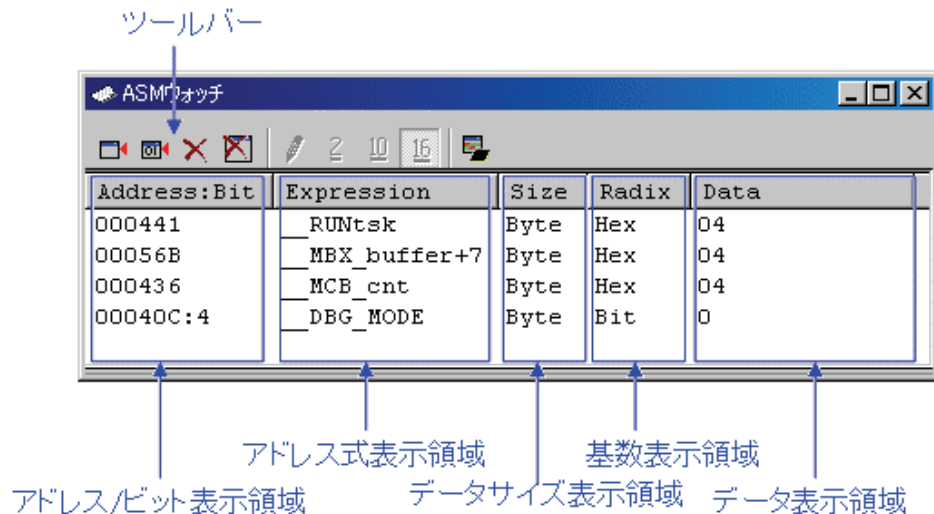 ツールバー
ASMウォッチ
2 10 16
Address:Bit Expression Size Radix Data
000441 __RUNtsk Byte Hex 04
00056B __MBX_buffer+7 Byte Hex 04
000436 __MCB_cnt Byte Hex 04
00040C:4 __DBG_MODE Byte Bit 0
アドレス式表示領域 基数表示領域
アドレス/ビット表示領域 データサイズ表示領域 データ表示領域